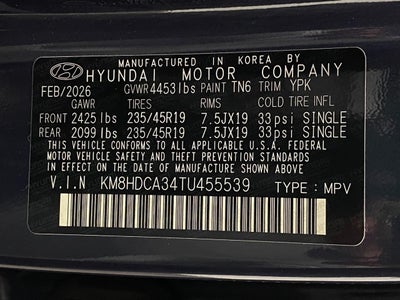 MANUFACTURED IN KOREA BY
HYUNDAI MOTOR COMPANY
FEB/2026 GVWR 4453lbs PAINT TN6 TRIM YPK
GAWR TIRES RIMS COLD TIRE INFL
FRONT 2425 lbs 235/45R19 7.5JX19 33psi SINGLE
REAR 2099 lbs 235/45R19 7.5JX19 33psi SINGLE
THIS VEHICLE CONFORMS TO ALL APPLICABLE U.S.A. FEDERAL
MOTOR VEHICLE SAFETY AND THEFT PREVENTION STANDARDS
IN EFFECT ON THE DATE OF MANUFACTURE SHOWN ABOVE.
V.I.N KM8HDCA34TU455539 TYPE : MPV